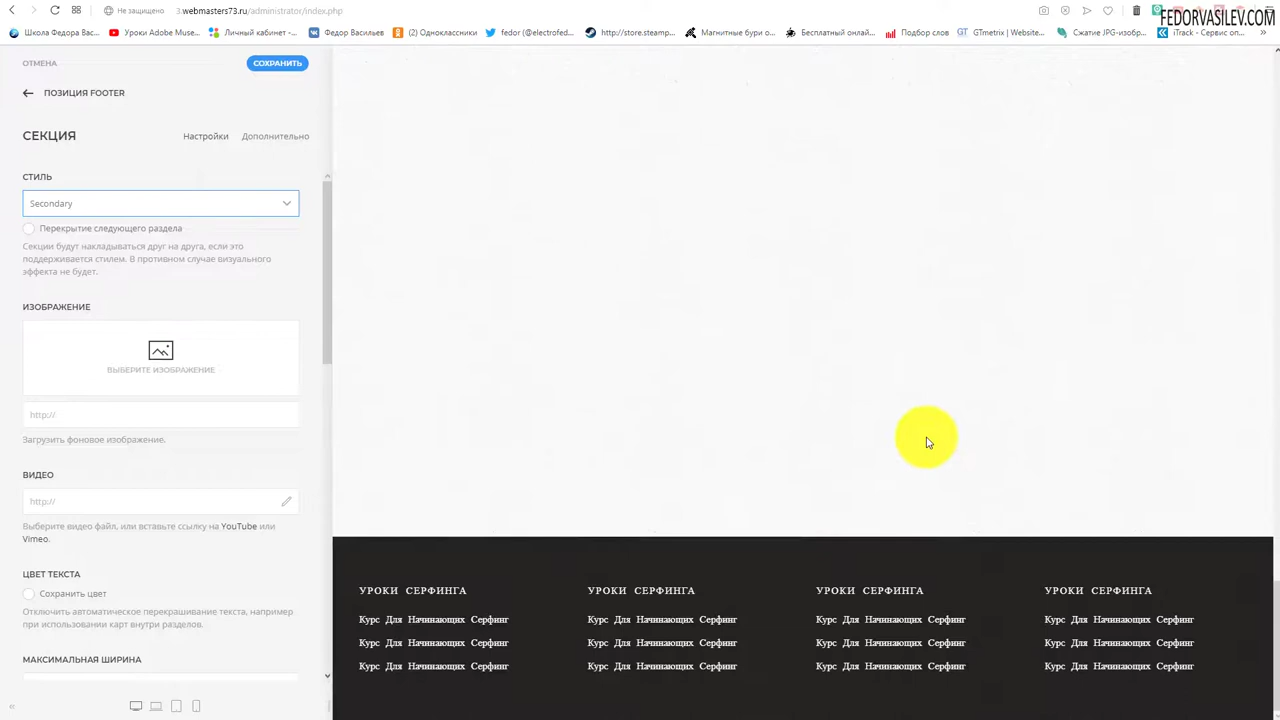 Не защищено
3.webmasters73.ru/administrator/index.php
FEDORVASILEV.COM
Школа Федора Вас...
Уроки Adobe Muse...
Личный кабинет -...
Федор Васильев
(2) Одноклассники
fedor (@electrofed...
http://store.steamp...
Магнитные бури о...
Бесплатный онлай...
Подбор слов
GTmetrix | Website...
Сжатие JPG-изобр...
iTrack - Сервис оп...
ОТМЕНА
СОХРАНИТЬ
ПОЗИЦИЯ FOOTER
СЕКЦИЯ
Настройки
Дополнительно
СТИЛЬ
Secondary
Перекрытие следующего раздела
Секции будут накладываться друг на друга, если это
поддерживается стилем. В противном случае визуального
эффекта не будет.
ИЗОБРАЖЕНИЕ
ВЫБЕРИТЕ ИЗОБРАЖЕНИЕ
http://
Загрузить фоновое изображение.
ВИДЕО
http://
Выберите видео файл, или вставьте ссылку на YouTube или
Vimeo.
ЦВЕТ ТЕКСТА
Сохранить цвет
Отключить автоматическое перекрашивание текста, например
при использовании карт внутри разделов.
МАКСИМАЛЬНАЯ ШИРИНА
УРОКИ СЕРФИНГА
Курс Для Начинающих Серфинг
Курс Для Начинающих Серфинг
Курс Для Начинающих Серфинг
УРОКИ СЕРФИНГА
Курс Для Начинающих Серфинг
Курс Для Начинающих Серфинг
Курс Для Начинающих Серфинг
УРОКИ СЕРФИНГА
Курс Для Начинающих Серфинг
Курс Для Начинающих Серфинг
Курс Для Начинающих Серфинг
УРОКИ СЕРФИНГА
Курс Для Начинающих Серфинг
Курс Для Начинающих Серфинг
Курс Для Начинающих Серфинг